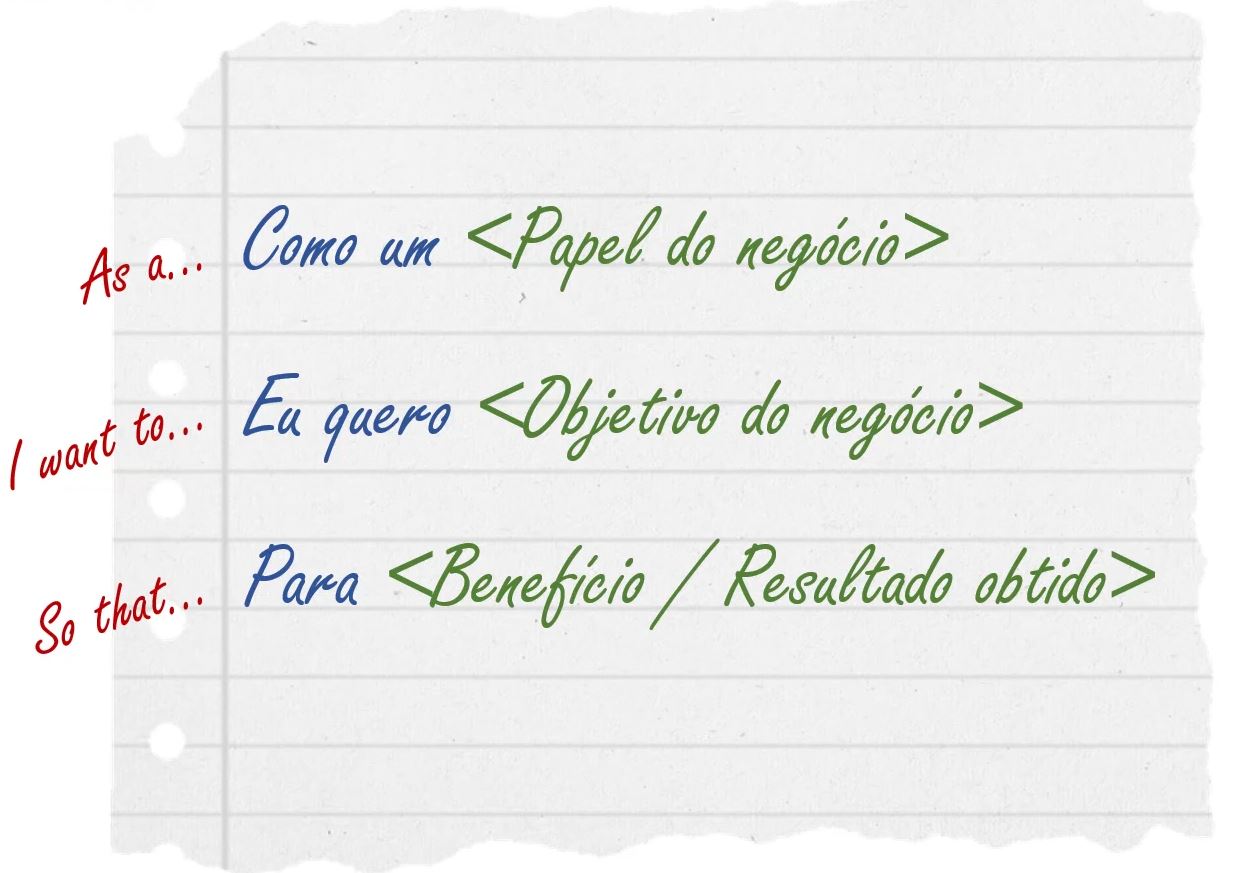 As a... Como um <Papel do negócio>
I want to... Eu quero <Objetivo do negócio>
So that... Para <Benefício / Resultado obtido>